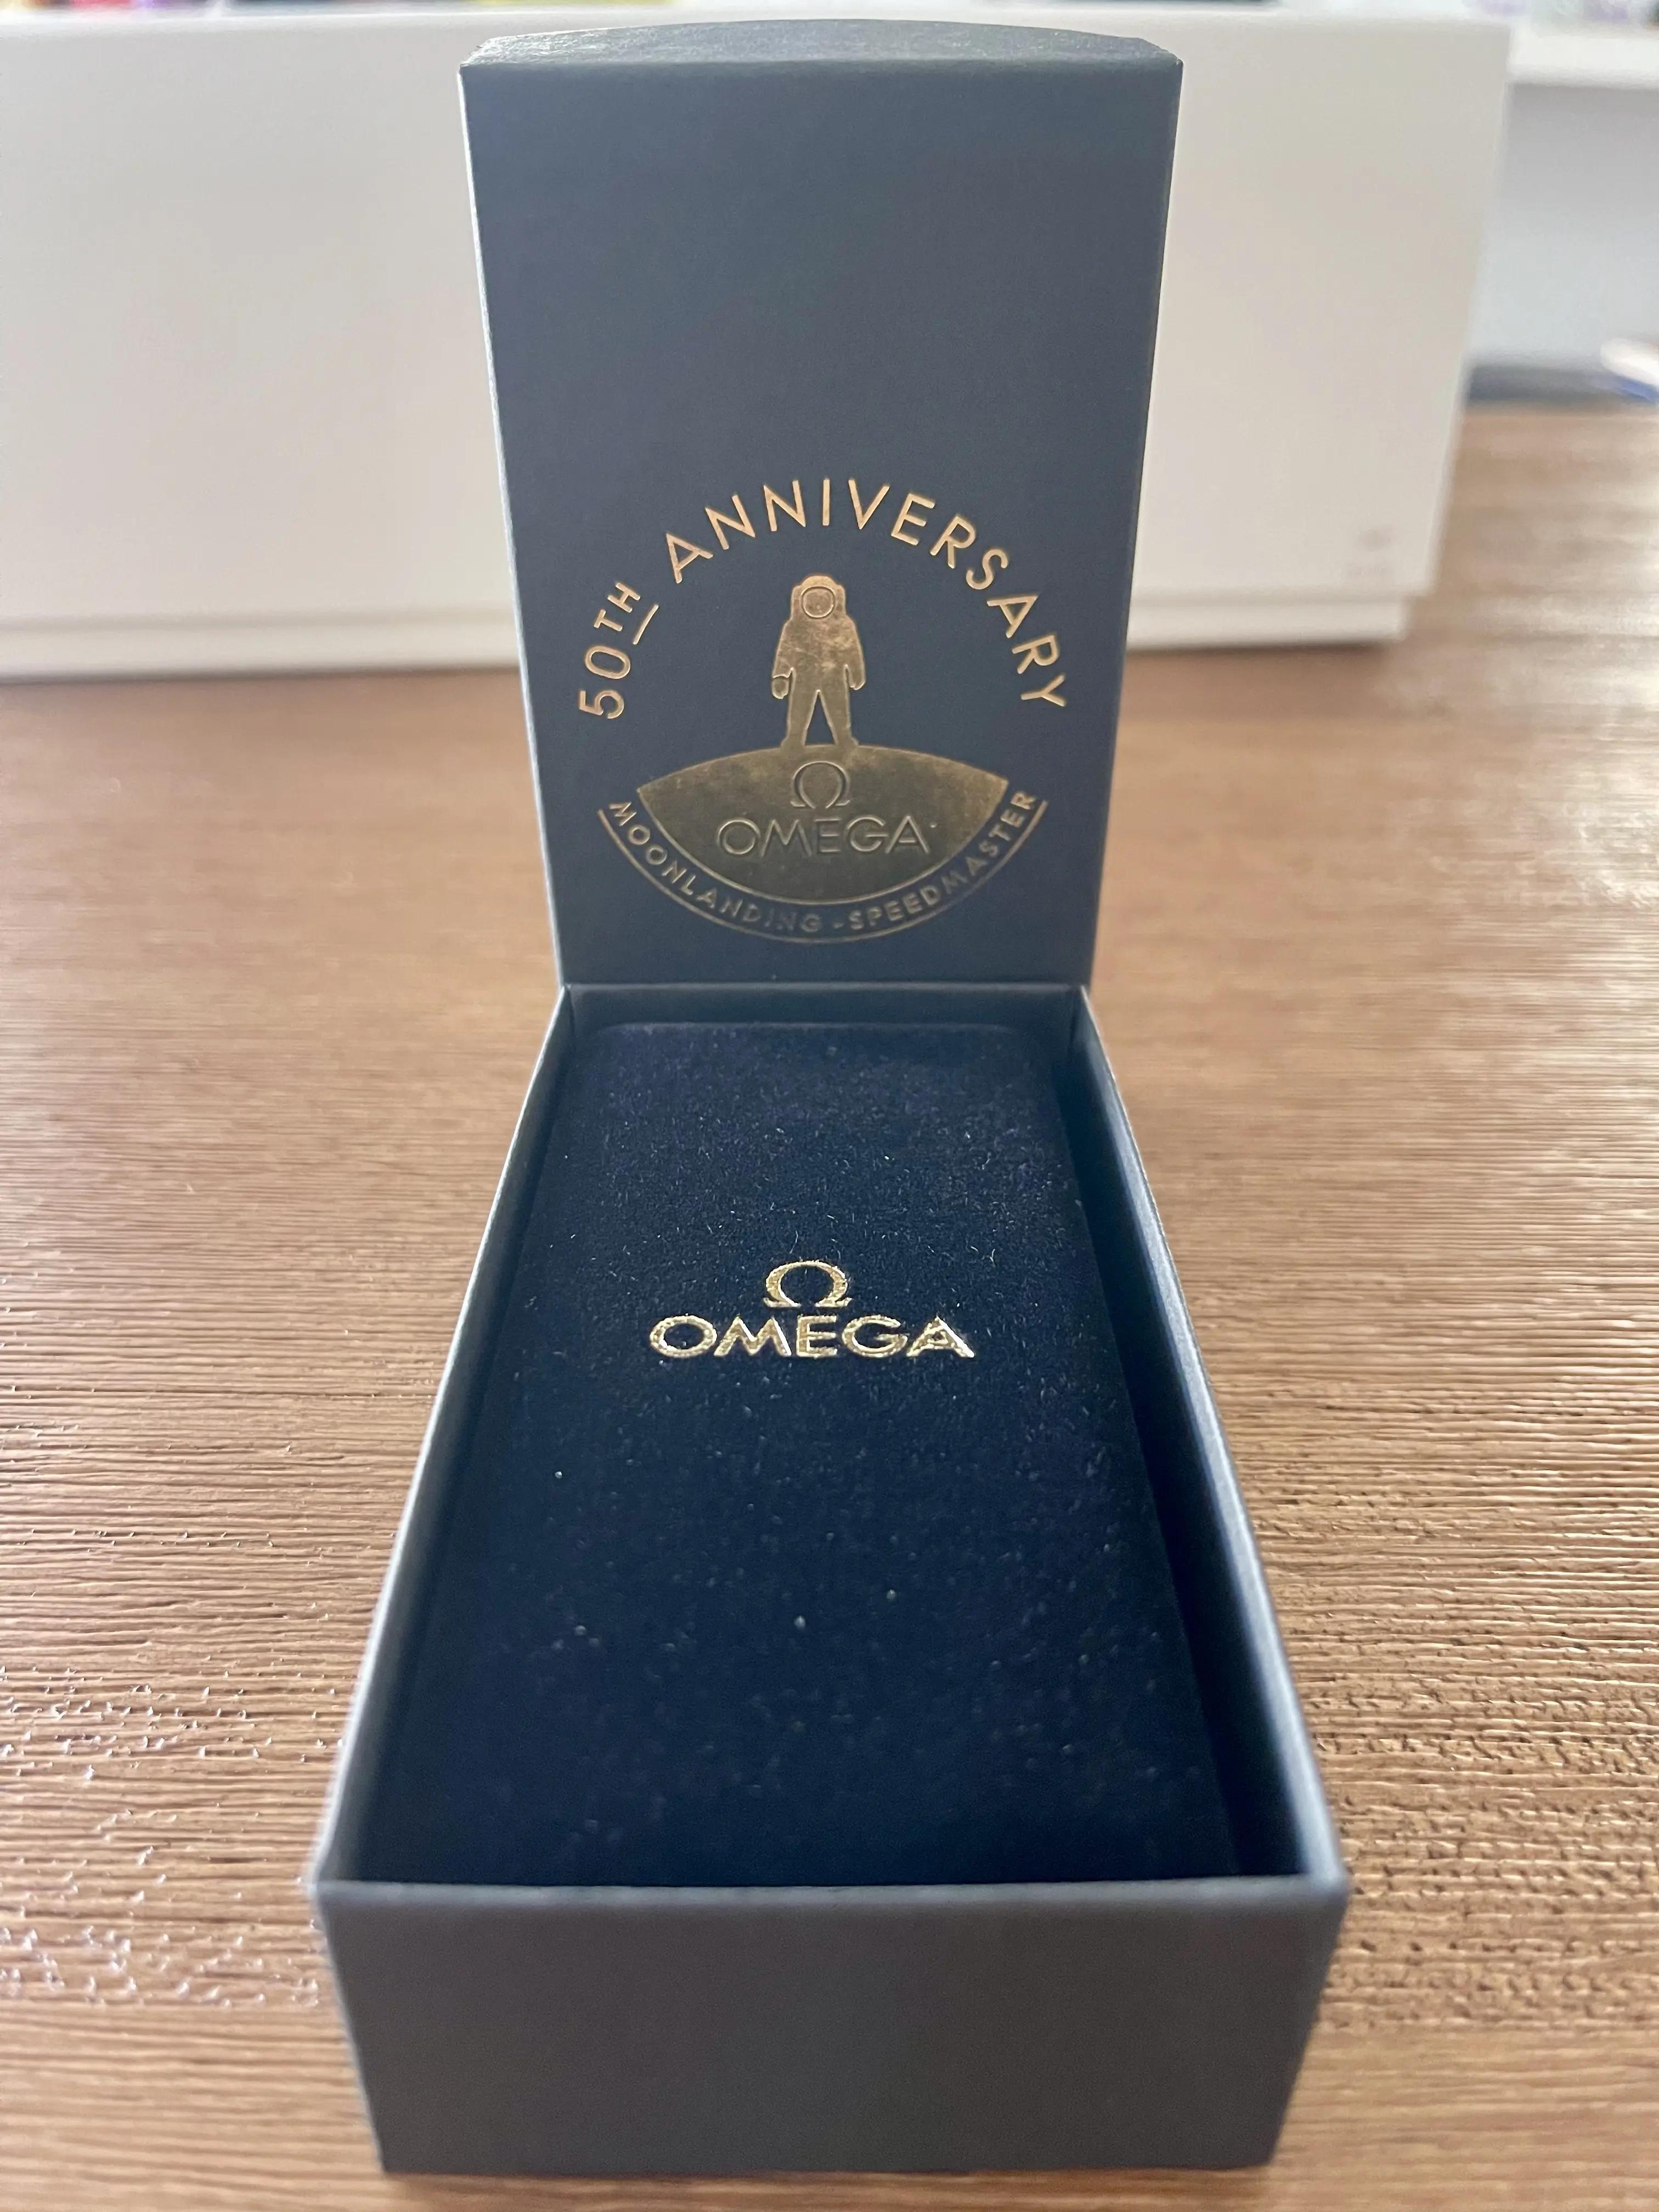 50TH ANNIVERSARY
Ω
OMEGA
MOONLANDING - SPEEDMASTER
Ω
OMEGA